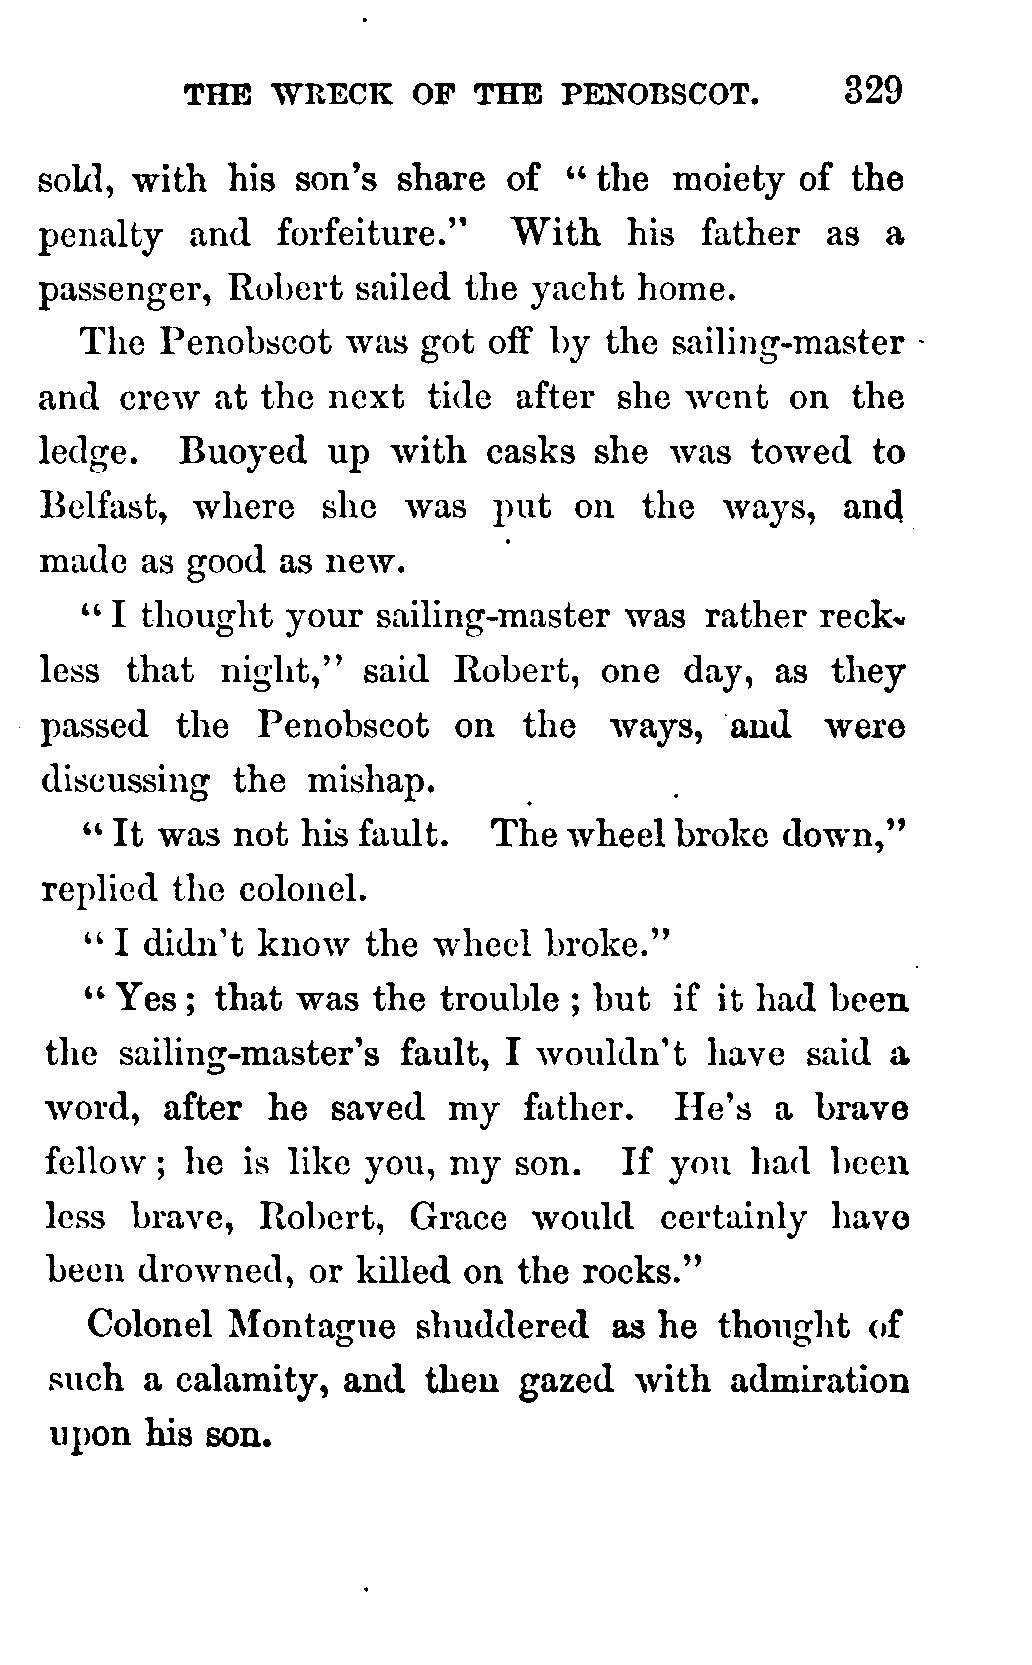 THE WRECK OF THE PENOBSCOT. 329
sold, with his son's share of "the moiety of the
penalty and forfeiture." With his father as a
passenger, Robert sailed the yacht home.
The Penobscot was got off by the sailing-master
and crew at the next tide after she went on the
ledge. Buoyed up with casks she was towed to
Belfast, where she was put on the ways, and
made as good as new.
"I thought your sailing-master was rather reck-
less that night," said Robert, one day, as they
passed the Penobscot on the ways, and were
discussing the mishap.
"It was not his fault. The wheel broke down,"
replied the colonel.
"I didn't know the wheel broke."
"Yes; that was the trouble; but if it had been
the sailing-master's fault, I wouldn't have said a
word, after he saved my father. He's a brave
fellow; he is like you, my son. If you had been
less brave, Robert, Grace would certainly have
been drowned, or killed on the rocks."
Colonel Montague shuddered as he thought of
such a calamity, and then gazed with admiration
upon his son.